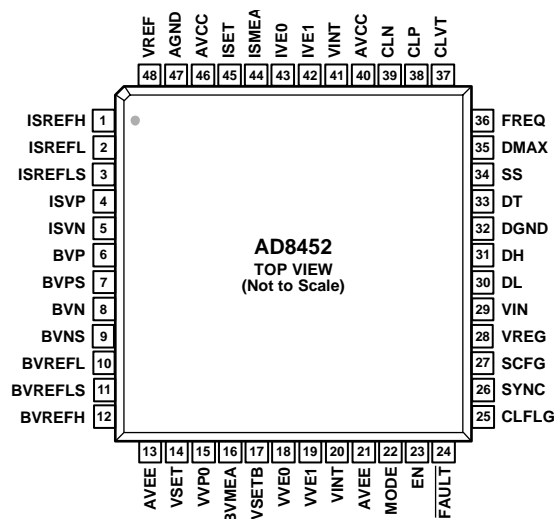 VREF 48
AGND 47
AVCC 46
ISET 45
ISMEA 44
IVE0 43
IVE1 42
VINT 41
AVCC 40
CLN 39
CLP 38
CLVT 37
ISREFH 1
ISREFL 2
ISREFLS 3
ISVP 4
ISVN 5
BVP 6
BVPS 7
BVN 8
BVNS 9
BVREFL 10
BVREFLS 11
BVREFH 12
AD8452
TOP VIEW
(Not to Scale)
36 FREQ
35 DMAX
34 SS
33 DT
32 DGND
31 DH
30 DL
29 VIN
28 VREG
27 SCFG
26 SYNC
25 CLFLG
13 AVEE
14 VSET
15 VVP0
16 BVMEA
17 VSETB
18 VVE0
19 VVE1
20 VINT
21 AVEE
22 MODE
23 EN
24 FAULT